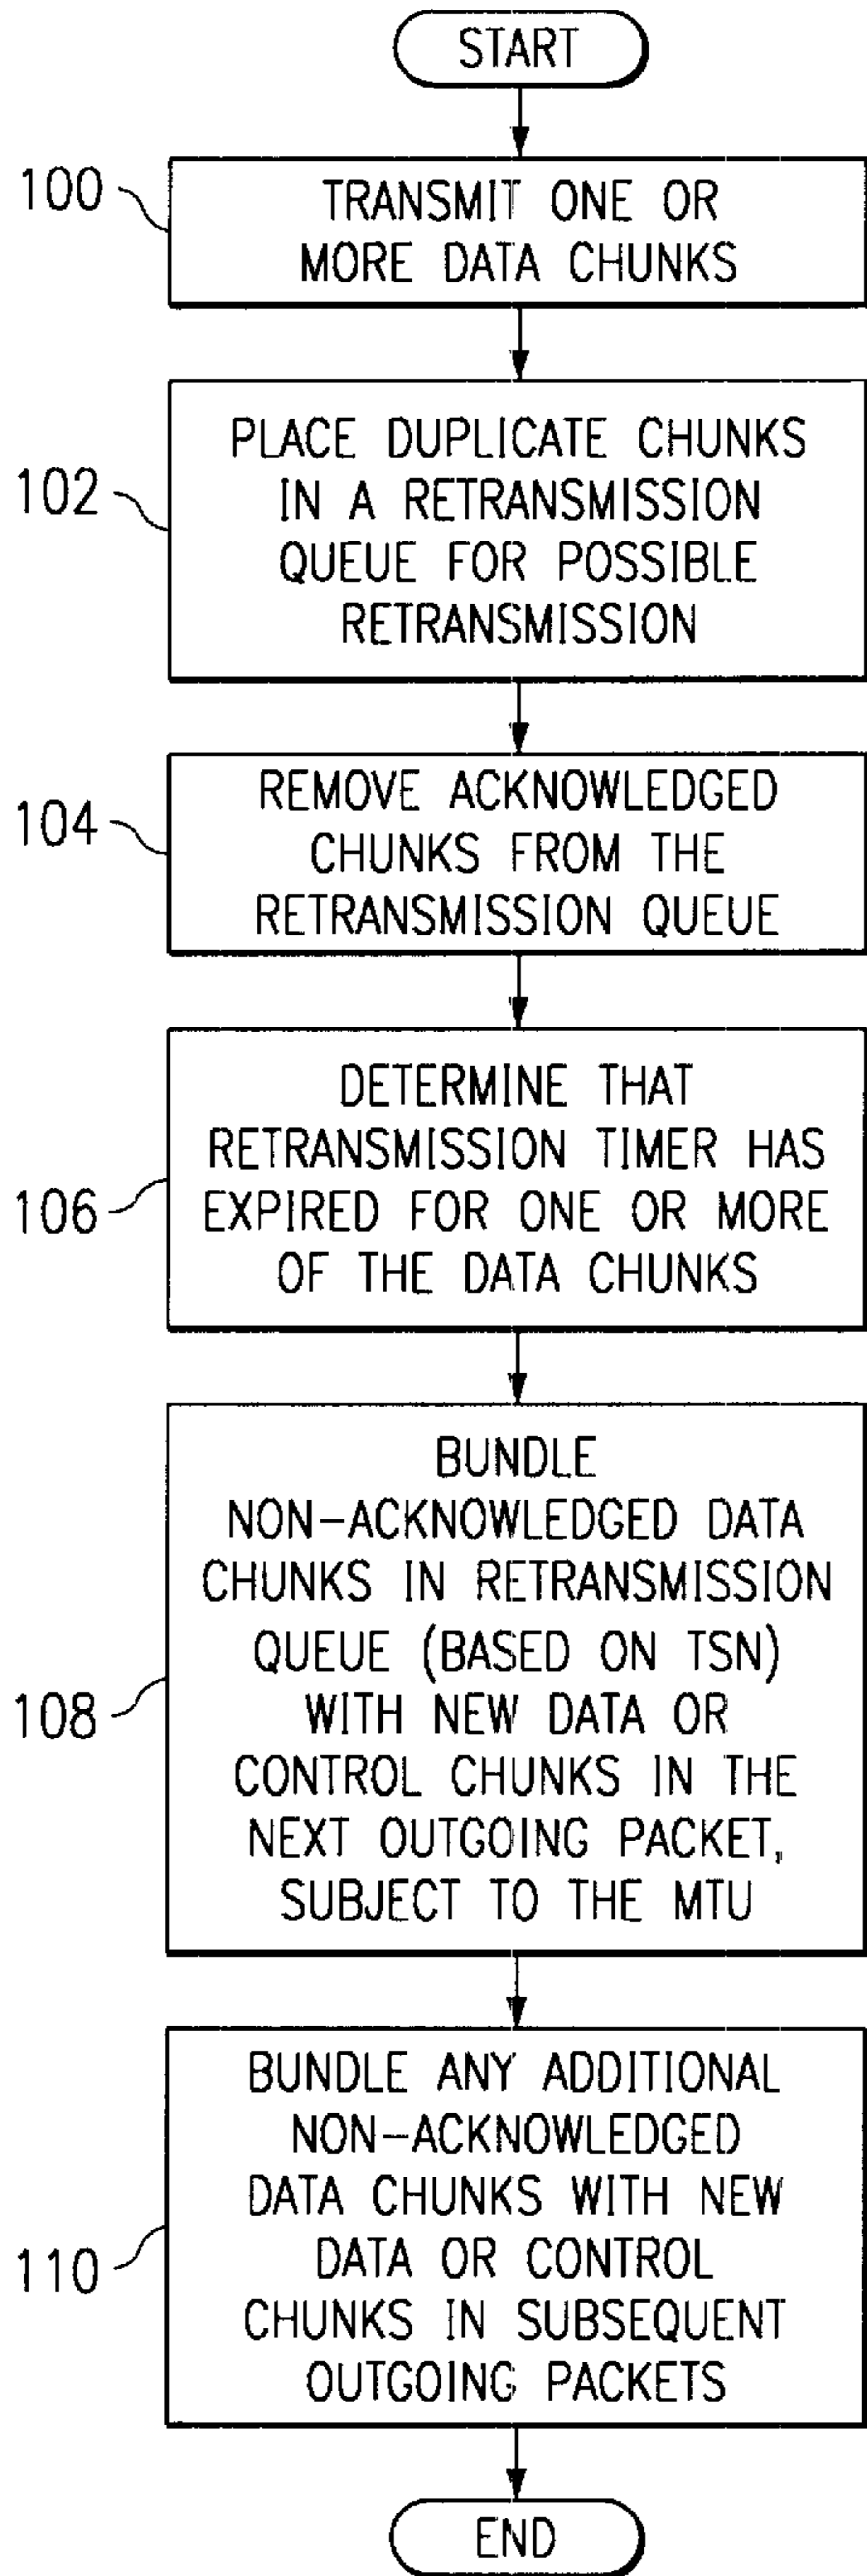 START
100
TRANSMIT ONE OR
MORE DATA CHUNKS
102
PLACE DUPLICATE CHUNKS
IN A RETRANSMISSION
QUEUE FOR POSSIBLE
RETRANSMISSION
104
REMOVE ACKNOWLEDGED
CHUNKS FROM THE
RETRANSMISSION QUEUE
106
DETERMINE THAT
RETRANSMISSION TIMER HAS
EXPIRED FOR ONE OR MORE
OF THE DATA CHUNKS
108
BUNDLE
NON-ACKNOWLEDGED DATA
CHUNKS IN RETRANSMISSION
QUEUE (BASED ON TSN)
WITH NEW DATA OR
CONTROL CHUNKS IN THE
NEXT OUTGOING PACKET,
SUBJECT TO THE MTU
110
BUNDLE ANY ADDITIONAL
NON-ACKNOWLEDGED
DATA CHUNKS WITH NEW
DATA OR CONTROL
CHUNKS IN SUBSEQUENT
OUTGOING PACKETS
END